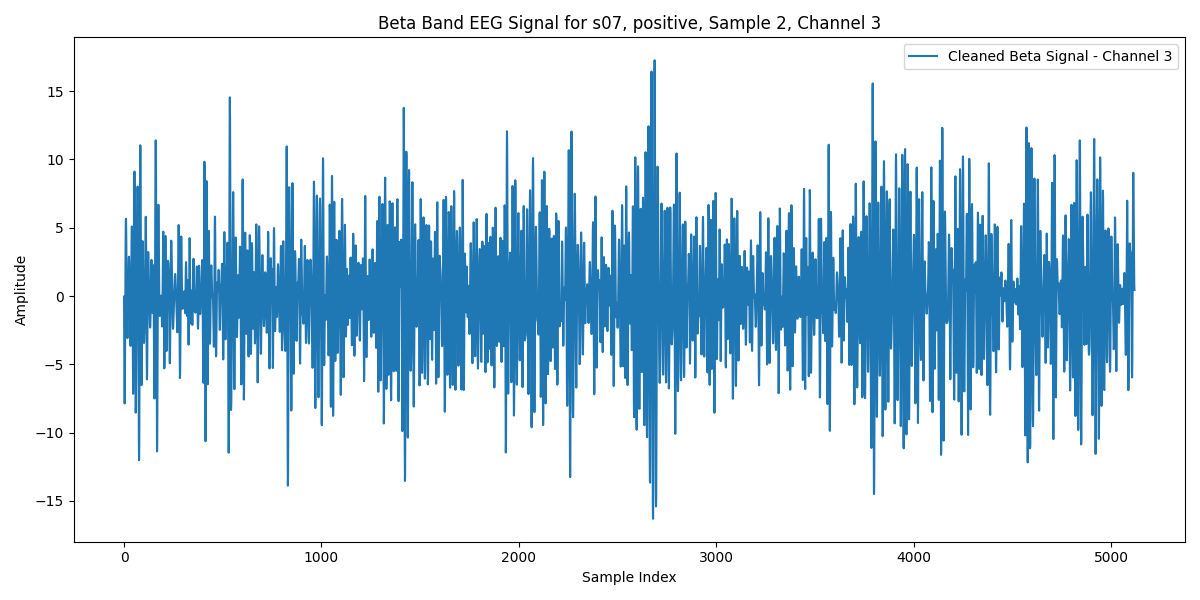 Beta Band EEG Signal for s07, positive, Sample 2, Channel 3
Cleaned Beta Signal - Channel 3
Amplitude
15
10
5
0
−5
−10
−15
0 1000 2000 3000 4000 5000
Sample Index